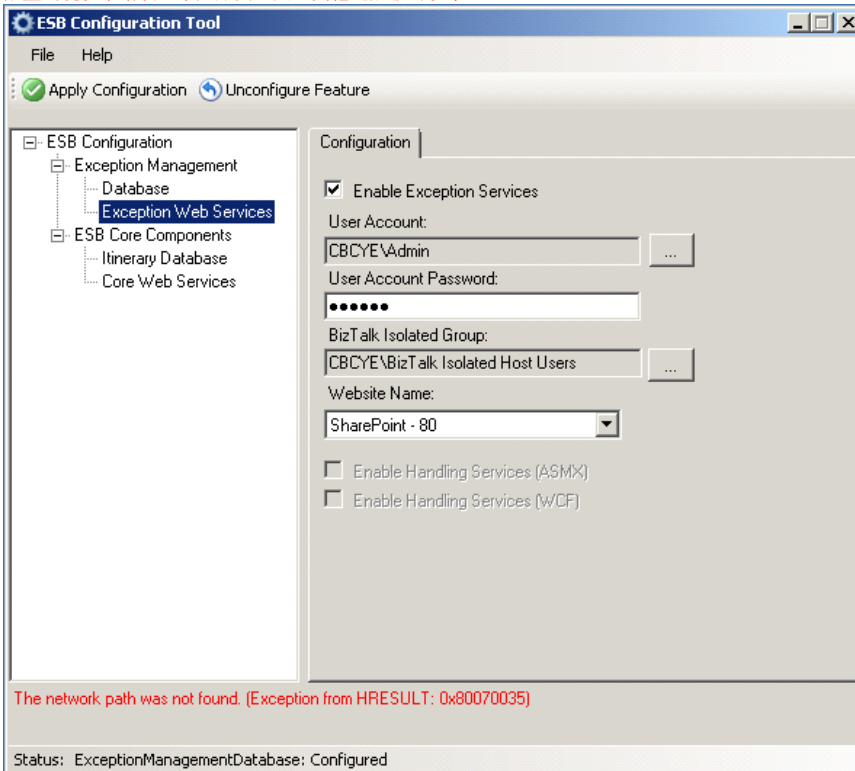 ESB Configuration Tool
File Help
Apply Configuration Unconfigure Feature
ESB Configuration
Exception Management
Database
Exception Web Services
ESB Core Components
Itinerary Database
Core Web Services
Configuration
Enable Exception Services
User Account:
CBCYE\Admin
...
User Account Password:
●●●●●●
BizTalk Isolated Group:
CBCYE\BizTalk Isolated Host Users
...
Website Name:
SharePoint - 80
Enable Handling Services (ASMX)
Enable Handling Services (WCF)
The network path was not found. (Exception from HRESULT: 0x80070035)
Status: ExceptionManagementDatabase: Configured